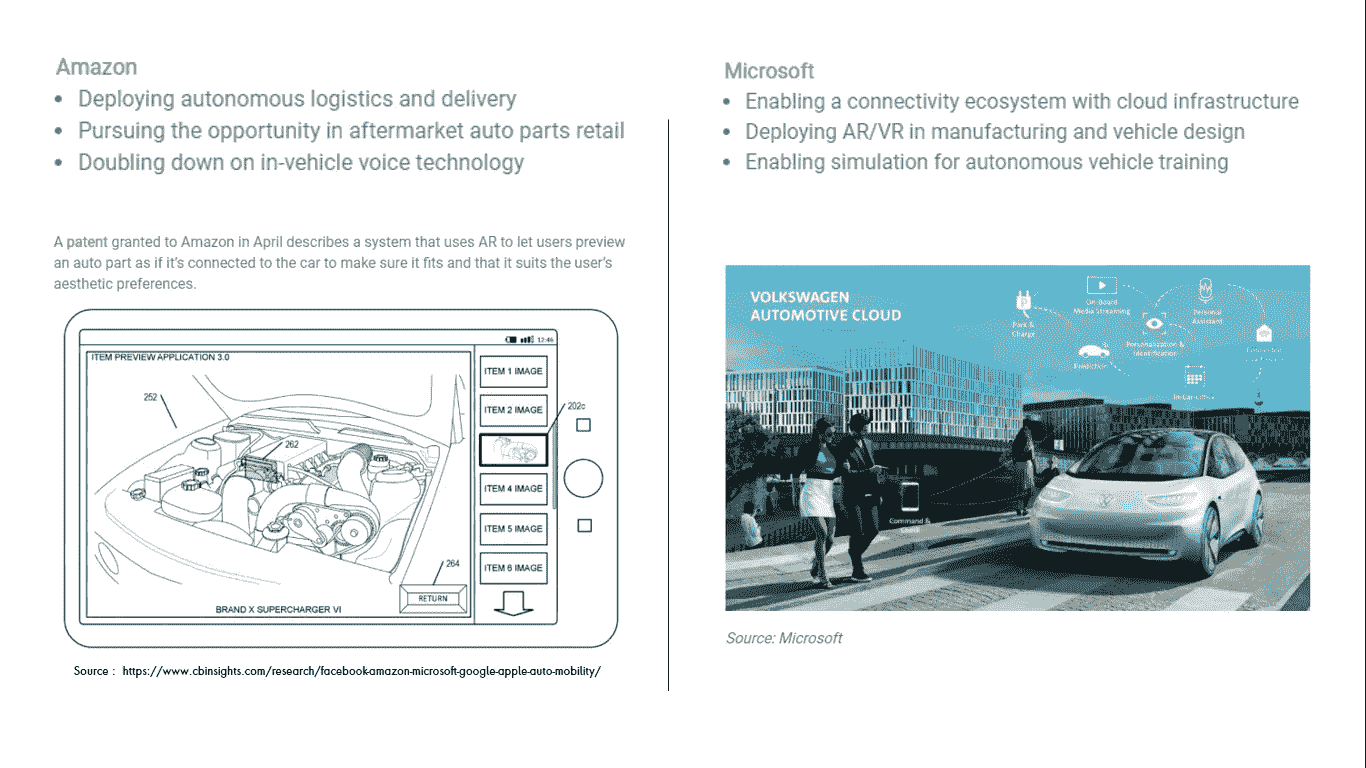 Amazon
• Deploying autonomous logistics and delivery
• Pursuing the opportunity in aftermarket auto parts retail
• Doubling down on in-vehicle voice technology
A patent granted to Amazon in April describes a system that uses AR to let users preview
an auto part as if it's connected to the car to make sure it fits and that it suits the user's
aesthetic preferences.
12:46
ITEM PREVIEW APPLICATION 3.0
252
262
264
RETURN
BRAND X SUPERCHARGER VI
ITEM 1 IMAGE
ITEM 2 IMAGE
202c
ITEM 4 IMAGE
ITEM 5 IMAGE
ITEM 6 IMAGE
Source : https://www.cbinsights.com/research/facebook-amazon-microsoft-google-apple-auto-mobility/
Microsoft
• Enabling a connectivity ecosystem with cloud infrastructure
• Deploying AR/VR in manufacturing and vehicle design
• Enabling simulation for autonomous vehicle training
VOLKSWAGEN
AUTOMOTIVE CLOUD
P
Park &
Charge
On-Board
Media Streaming
Personal
Assistant
Personalization &
Identification
Prediction
Command &
Source: Microsoft